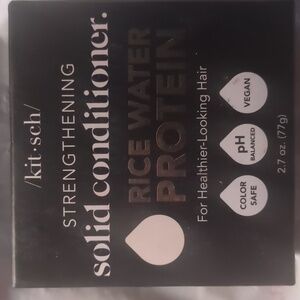 /kit·sch/
STRENGTHENING
solid conditioner.
RICE WATER
PROTEIN
For Healthier-Looking Hair
COLOR
SAFE
pH
BALANCED
VEGAN
2.7 oz. (77g)